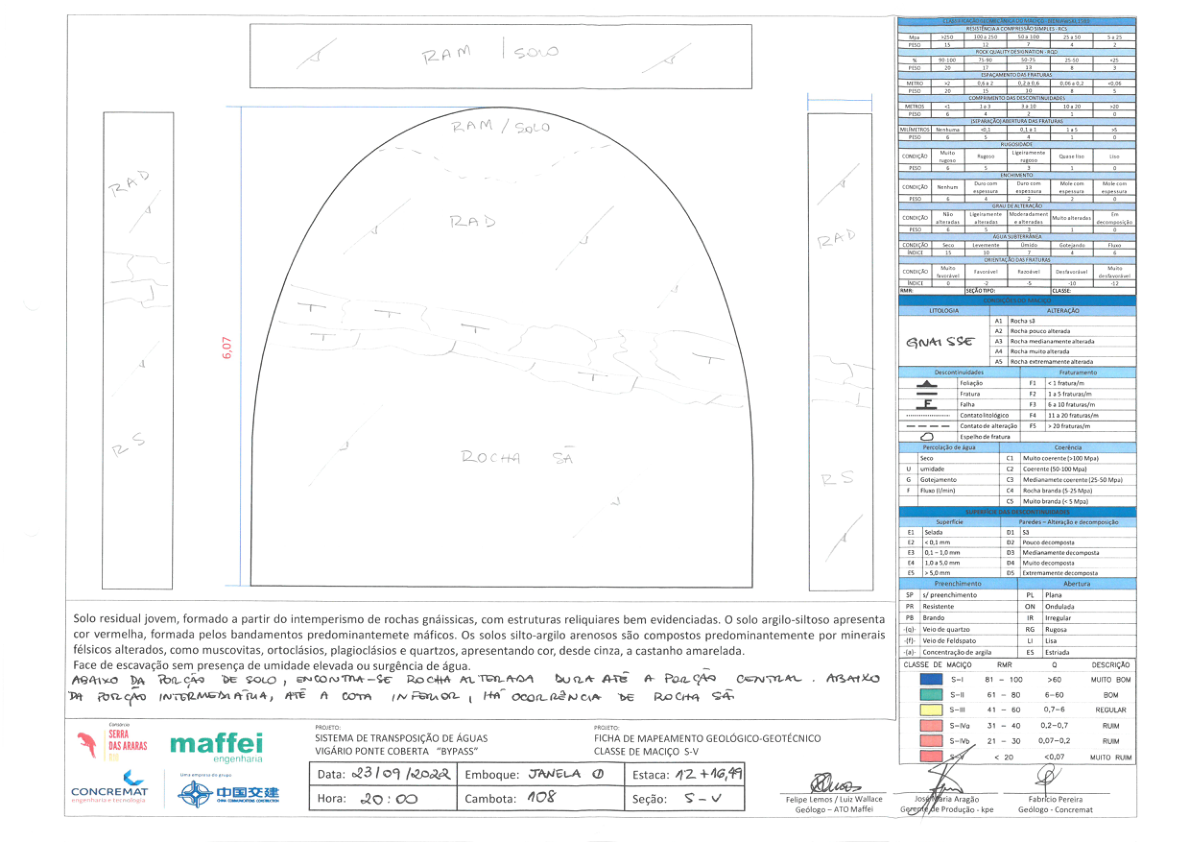 RAM / SOLO
RAM / SOLO
RAD
RAD
RAD
6,07
RS
ROCHA SÃ
RS
Solo residual jovem, formado a partir do intemperismo de rochas gnáissicas, com estruturas reliquiares bem evidenciadas. O solo argilo-siltoso apresenta
cor vermelha, formada pelos bandamentos predominantemete máficos. Os solos silto-argilo arenosos são compostos predominantemente por minerais
félsicos alterados, como muscovitas, ortoclásios, plagioclásios e quartzos, apresentando cor, desde cinza, a castanho amarelada.
Face de escavação sem presença de umidade elevada ou surgência de água.
ABAIXO DA PORÇÃO DE SOLO, ENCONTRA-SE ROCHA ALTERADA DURA ATÉ A PORÇÃO CENTRAL. ABAIXO
DA PORÇÃO INTERMEDIÁRIA, ATÉ A COTA INFERIOR, HÁ OCORRÊNCIA DE ROCHA SÃ
Consórcio
SERRA
DAS ARARAS
maffei
engenharia
CONCREMAT
engenharia e tecnologia
Uma empresa do grupo
中国交建
CHINA COMMUNICATIONS CONSTRUCTION
PROJETO:
SISTEMA DE TRANSPOSIÇÃO DE ÁGUAS
VIGÁRIO PONTE COBERTA "BYPASS"
PROJETO:
FICHA DE MAPEAMENTO GEOLÓGICO-GEOTÉCNICO
CLASSE DE MACIÇO S-V
Data: 23/09/2022 Emboque: JANELA 1 Estaca: 12+16,49
Hora: 20:00 Cambota: 108 Seção: S-V
Felipe Lemos / Luiz Wallace
Geólogo – ATO Maffei
José Maria Aragão
Gerente de Produção - kpe
Fabrício Pereira
Geólogo - Concremat
RESISTÊNCIA A COMPRESSÃO SIMPLES - RCS
Mpa >250 100 a 250 50 a 100 25 a 50 5 a 25
PESO 15 12 7 4 2
ROCK QUALITY DESIGNATION - RQD
% 90-100 75-90 50-75 25-50 <25
PESO 20 17 13 8 3
ESPAÇAMENTO DAS FRATURAS
METRO >2 0,6 a 2 0,2 a 0,6 0,06 a 0,2 <0,06
PESO 20 15 10 8 5
COMPRIMENTO DAS DESCONTINUIDADES
METROS <1 1 a 3 3 a 10 10 a 20 >20
PESO 6 4 2 1 0
(SEPARAÇÃO) ABERTURA DAS FRATURAS
MILÍMETROS Nenhuma <0,1 0,1 a 1 1 a 5 >5
PESO 6 5 4 1 0
RUGOSIDADE
CONDIÇÃO Muito rugoso Rugoso Ligeiramente rugoso Quase liso Liso
PESO 6 5 3 1 0
ENCHIMENTO
CONDIÇÃO Nenhum Duro com espessura Duro com espessura Mole com espessura Mole com espessura
PESO 6 4 2 2 0
GRAU DE ALTERAÇÃO
CONDIÇÃO Não alteradas Ligeiramente alteradas Moderadament e alteradas Muito alteradas Em decomposição
PESO 6 5 3 1 0
ÁGUA SUBTERRÂNEA
CONDIÇÃO Seco Levemente Úmido Gotejando Fluxo
ÍNDICE 15 10 7 4 0
ORIENTAÇÃO DAS FRATURAS
CONDIÇÃO Muito favorável Favorável Razoável Desfavorável Muito desfavorável
ÍNDICE 0 -2 -5 -10 -12
RMR: SEÇÃO TIPO: CLASSE:
CONDIÇÕES DO MACIÇO
LITOLOGIA ALTERAÇÃO
GNAISSE
A1 Rocha sã
A2 Rocha pouco alterada
A3 Rocha medianamente alterada
A4 Rocha muito alterada
A5 Rocha extremamente alterada
Descontinuidades Fraturamento
Foliação F1 < 1 fratura/m
Fratura F2 1 a 5 fraturas/m
F Falha F3 6 a 10 fraturas/m
Contato litológico F4 11 a 20 fraturas/m
Contato de alteração F5 > 20 fraturas/m
Espelho de fratura
Percolação de água Coerência
Seco C1 Muito coerente (>100 Mpa)
U umidade C2 Coerente (50-100 Mpa)
G Gotejamento C3 Medianamete coerente (25-50 Mpa)
F Fluxo (l/min) C4 Rocha branda (5-25 Mpa)
C5 Muito branda (< 5 Mpa)
SUPERFÍCIE DAS DESCONTINUIDADES
Superfície Paredes – Alteração e decomposição
E1 Selada D1 Sã
E2 < 0,1 mm D2 Pouco decomposta
E3 0,1 – 1,0 mm D3 Medianamente decomposta
E4 1,0 a 5,0 mm D4 Muito decomposta
E5 > 5,0 mm D5 Extremamente decomposta
Preenchimento Abertura
SP s/ preenchimento PL Plana
PR Resistente ON Ondulada
PB Brando IR Irregular
-(q)- Veio de quartzo RG Rugosa
-(f)- Veio de Feldspato LI Lisa
-(a)- Concentração de argila ES Estriada
CLASSE DE MACIÇO RMR Q DESCRIÇÃO
S-I 81 - 100 >60 MUITO BOM
S-II 61 - 80 6-60 BOM
S-III 41 - 60 0,7-6 REGULAR
S-IVa 31 - 40 0,2-0,7 RUIM
S-IVb 21 - 30 0,07-0,2 RUIM
S-V < 20 <0,07 MUITO RUIM